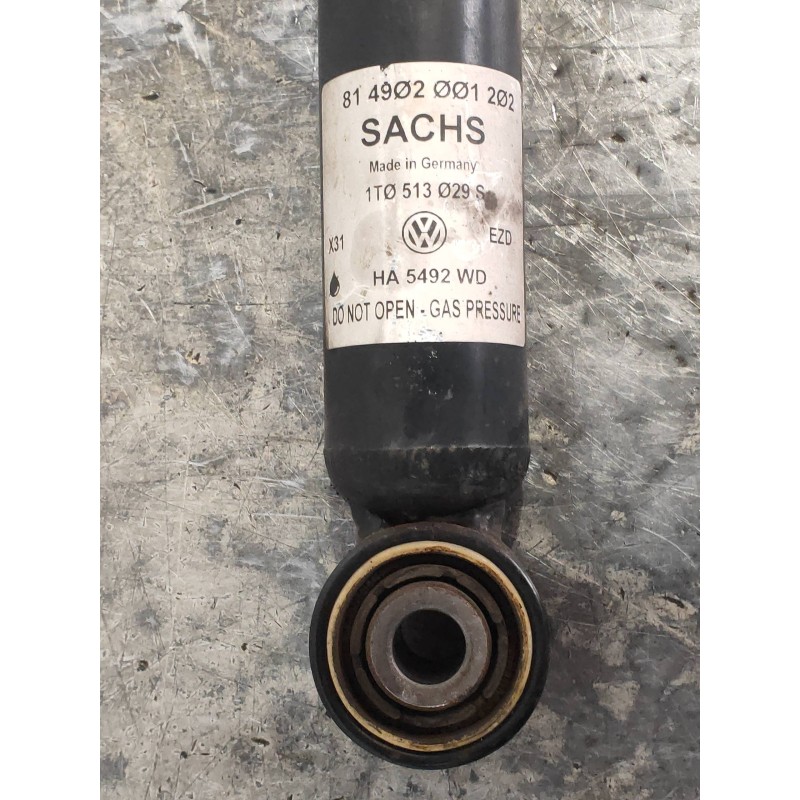 81 49Ø2 ØØ1 2Ø2
SACHS
Made in Germany
1TØ 513 Ø29 S
X31
EZD
HA 5492 WD
DO NOT OPEN - GAS PRESSURE